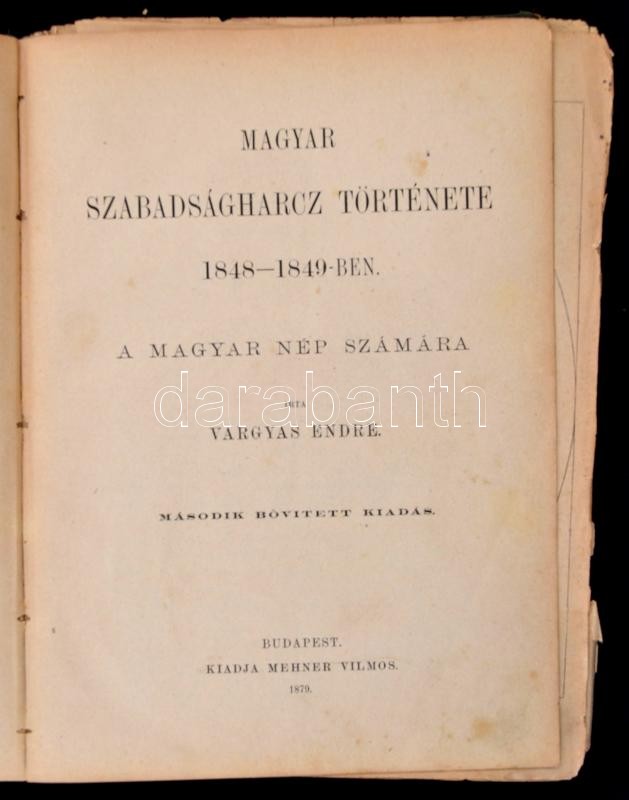 MAGYAR
SZABADSÁGHARCZ TÖRTÉNETE
1848—1849-BEN.
A MAGYAR NÉP SZÁMÁRA
IRTA
VARGYAS ENDRE.
MÁSODIK BŐVITETT KIADÁS.
BUDAPEST.
KIADJA MEHNER VILMOS.
1879.
darabanth